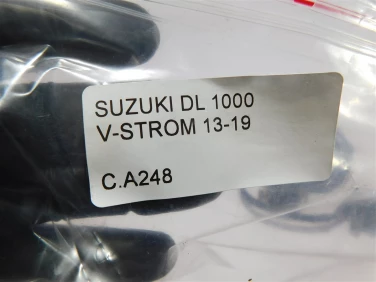 SUZUKI DL 1000
V-STROM 13-19
C.A248